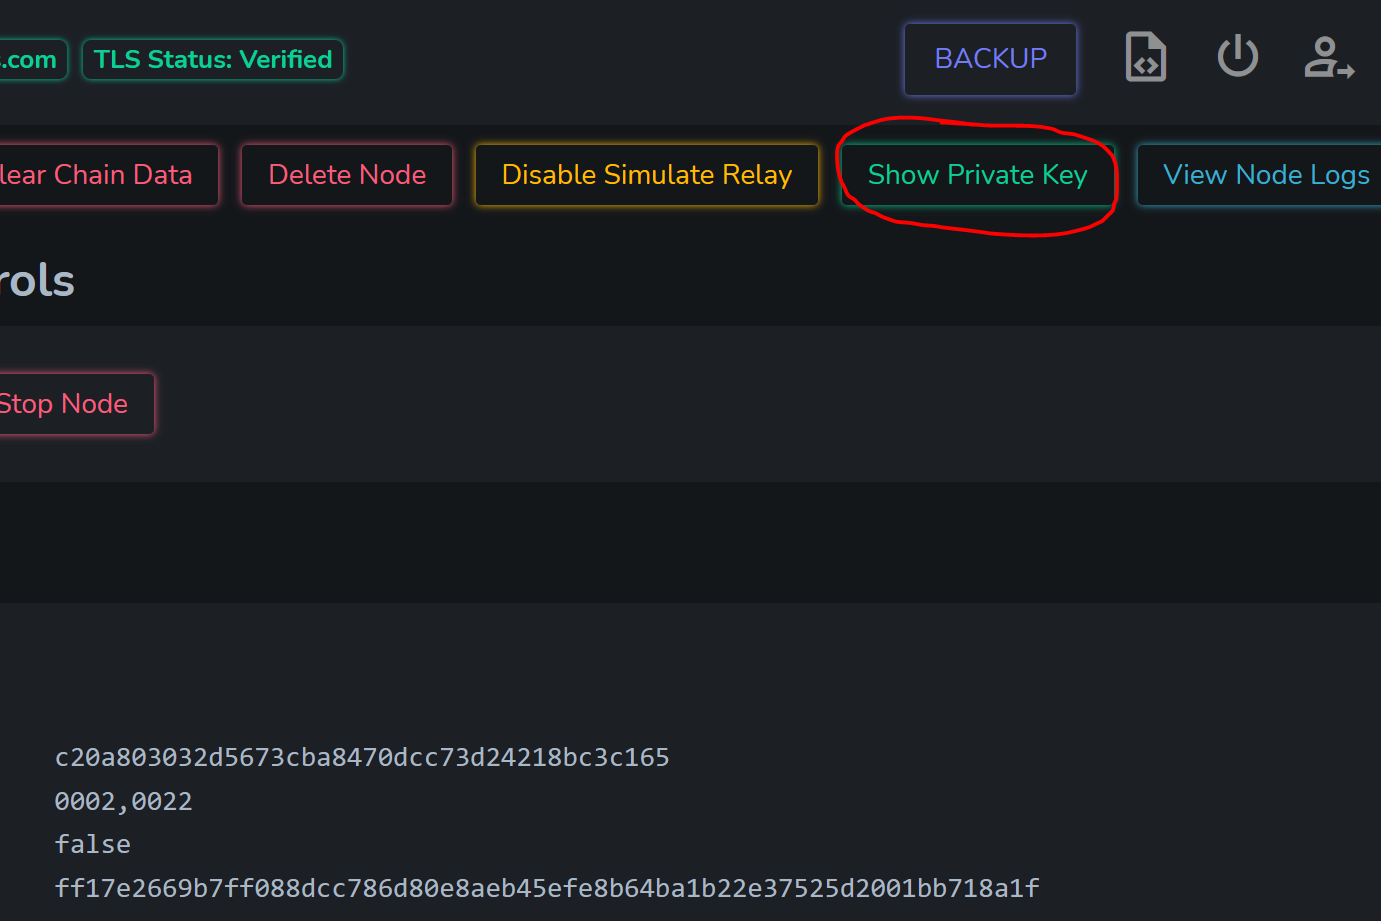 .com TLS Status: Verified BACKUP
lear Chain Data Delete Node Disable Simulate Relay Show Private Key View Node Logs
rols
Stop Node
c20a803032d5673cba8470dcc73d24218bc3c165
0002,0022
false
ff17e2669b7ff088dcc786d80e8aeb45efe8b64ba1b22e37525d2001bb718a1f